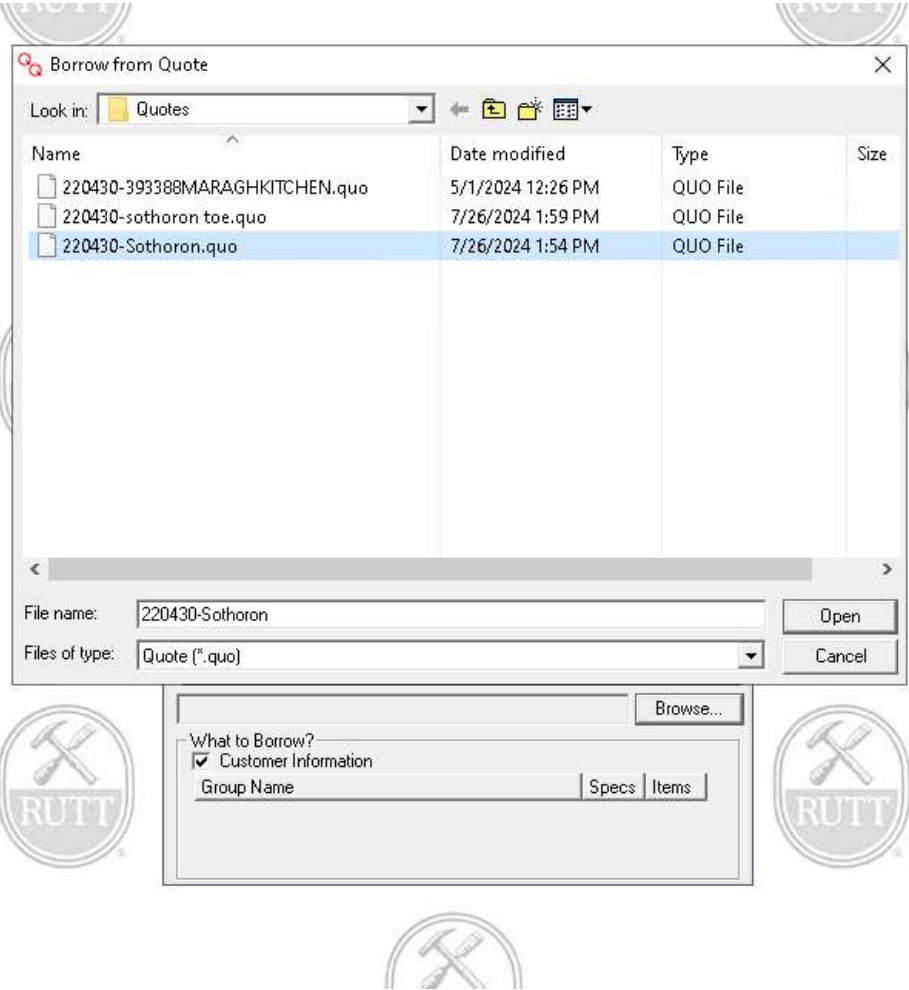 RUTT RUTT
Borrow from Quote
Look in: Quotes
Name Date modified Type Size
220430-393388MARAGHKITCHEN.quo 5/1/2024 12:26 PM QUO File
220430-sothoron toe.quo 7/26/2024 1:59 PM QUO File
220430-Sothoron.quo 7/26/2024 1:54 PM QUO File
File name: 220430-Sothoron Open
Files of type: Quote (*.quo) Cancel
Browse...
What to Borrow?
Customer Information
Group Name Specs Items
RUTT RUTT